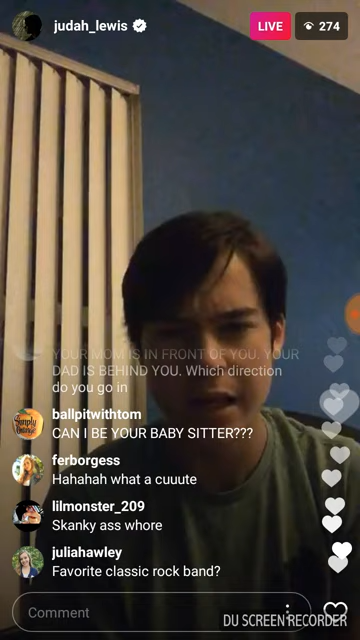 judah_lewis
LIVE
274
YOUR MOM IS IN FRONT OF YOU. YOUR
DAD IS BEHIND YOU. Which direction
do you go in
ballpitwithtom
CAN I BE YOUR BABY SITTER???
ferborgess
Hahahah what a cuuute
lilmonster_209
Skanky ass whore
juliahawley
Favorite classic rock band?
Comment
DU SCREEN RECORDER